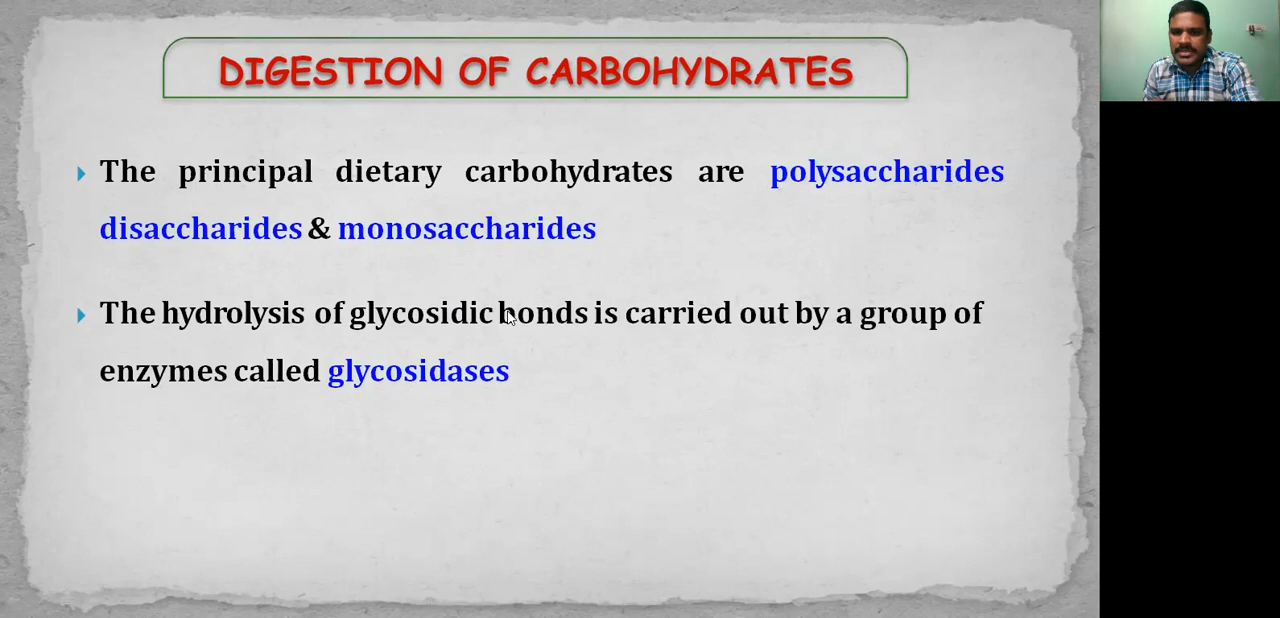 DIGESTION OF CARBOHYDRATES
The principal dietary carbohydrates are polysaccharides
disaccharides & monosaccharides
The hydrolysis of glycosidic bonds is carried out by a group of
enzymes called glycosidases